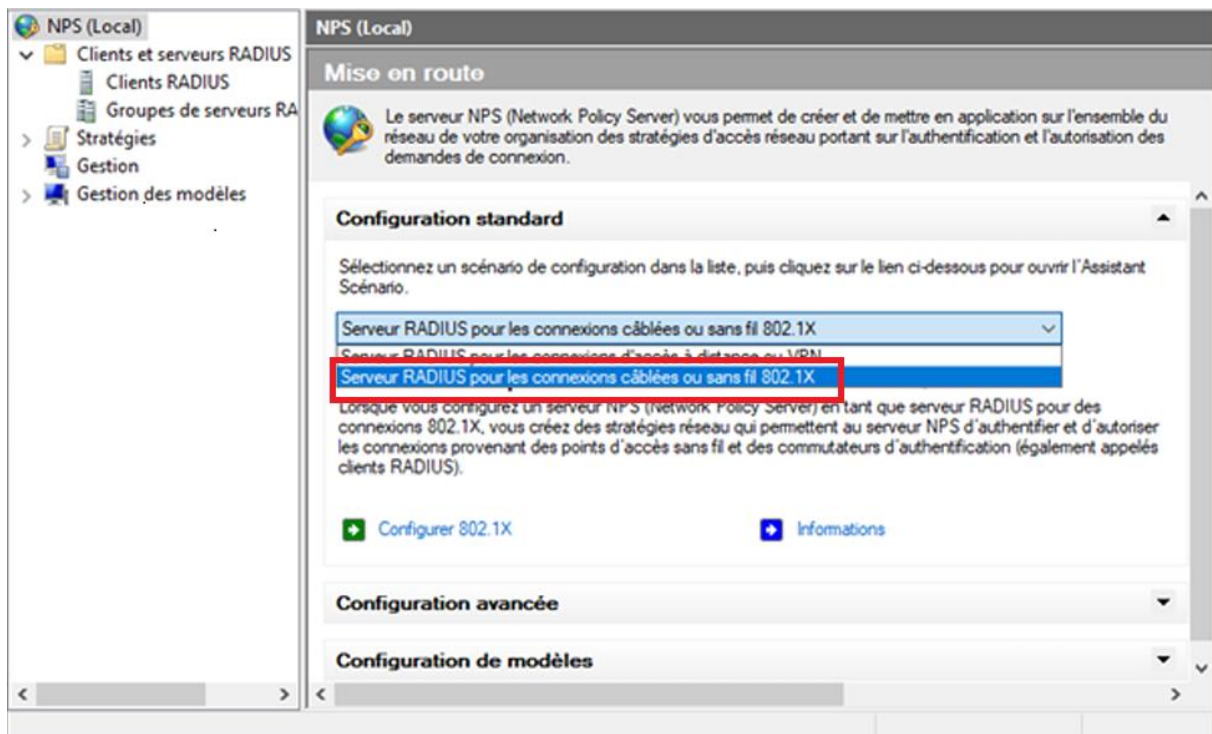 NPS (Local)
Clients et serveurs RADIUS
Clients RADIUS
Groupes de serveurs RA
Stratégies
Gestion
Gestion des modèles
NPS (Local)
Mise en route
Le serveur NPS (Network Policy Server) vous permet de créer et de mettre en application sur l'ensemble du
réseau de votre organisation des stratégies d'accès réseau portant sur l'authentification et l'autorisation des
demandes de connexion.
Configuration standard
Sélectionnez un scénario de configuration dans la liste, puis cliquez sur le lien ci-dessous pour ouvrir l'Assistant
Scénario.
Serveur RADIUS pour les connexions câblées ou sans fil 802.1X
Serveur RADIUS pour les connexions d'accès à distance ou VPN
Serveur RADIUS pour les connexions câblées ou sans fil 802.1X
Lorsque vous configurez un serveur NPS (Network Policy Server) en tant que serveur RADIUS pour des
connexions 802.1X, vous créez des stratégies réseau qui permettent au serveur NPS d'authentifier et d'autoriser
les connexions provenant des points d'accès sans fil et des commutateurs d'authentification (également appelés
clients RADIUS).
Configurer 802.1X
Informations
Configuration avancée
Configuration de modèles